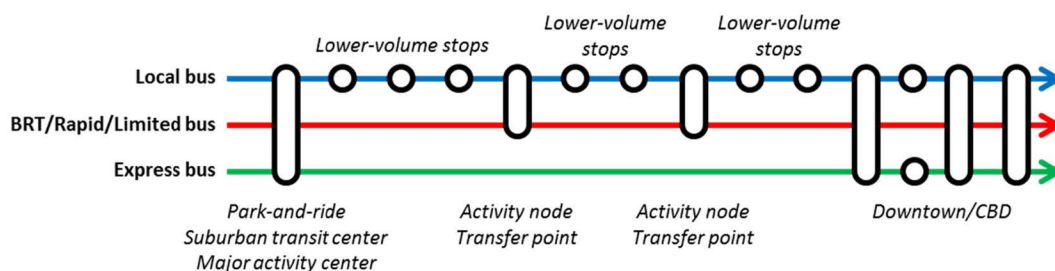 Lower-volume stops
Lower-volume
stops
Lower-volume
stops
Local bus
BRT/Rapid/Limited bus
Express bus
Park-and-ride
Suburban transit center
Major activity center
Activity node
Transfer point
Activity node
Transfer point
Downtown/CBD